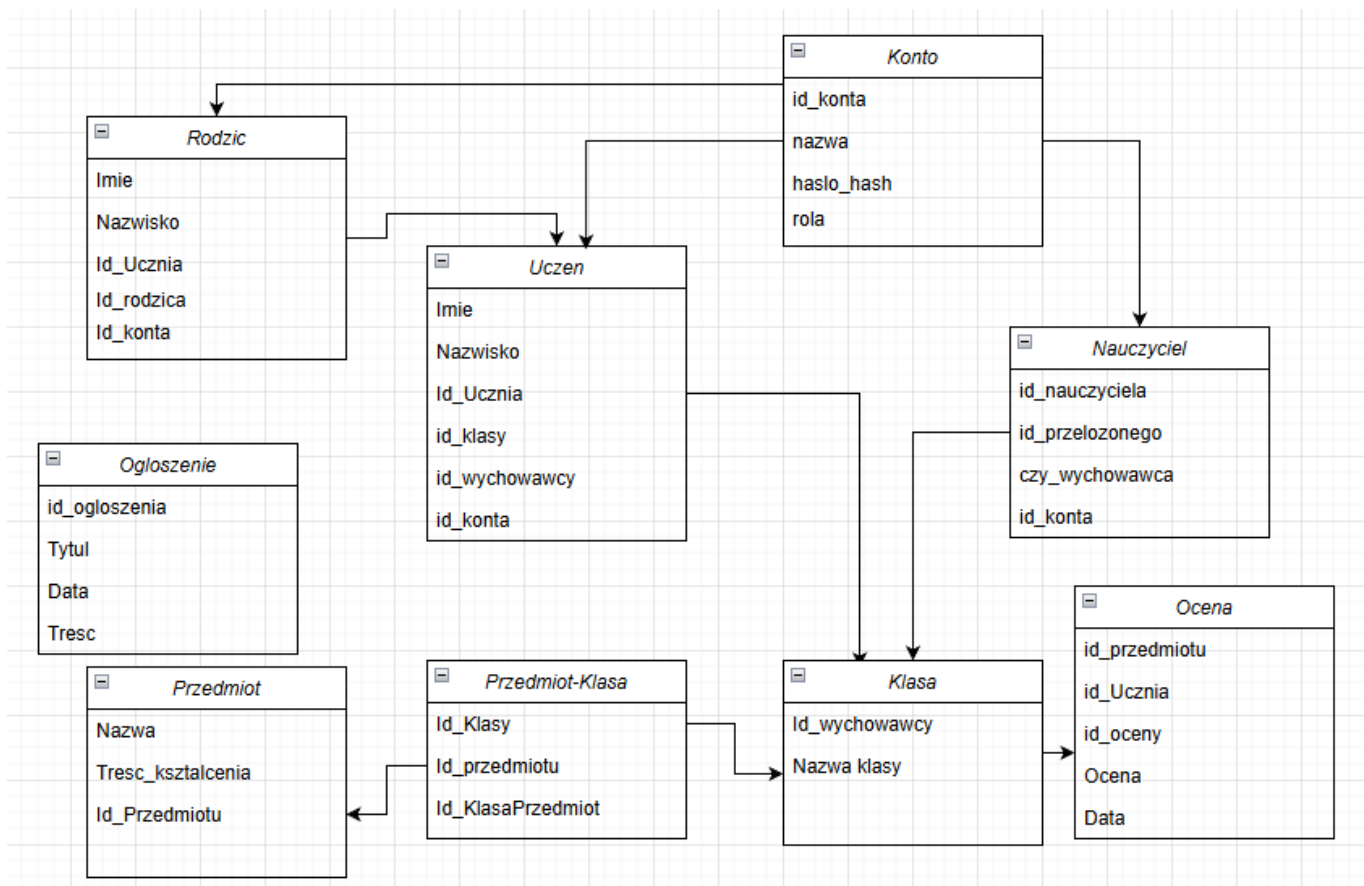 Konto
id_konta
nazwa
haslo_hash
rola
Rodzic
Imie
Nazwisko
Id_Ucznia
Id_rodzica
Id_konta
Uczen
Imie
Nazwisko
Id_Ucznia
id_klasy
id_wychowawcy
id_konta
Nauczyciel
id_nauczyciela
id_przelozonego
czy_wychowawca
id_konta
Ogloszenie
id_ogloszenia
Tytul
Data
Tresc
Ocena
id_przedmiotu
id_Ucznia
id_oceny
Ocena
Data
Przedmiot
Nazwa
Tresc_ksztalcenia
Id_Przedmiotu
Przedmiot-Klasa
Id_Klasy
Id_przedmiotu
Id_KlasaPrzedmiot
Klasa
Id_wychowawcy
Nazwa klasy